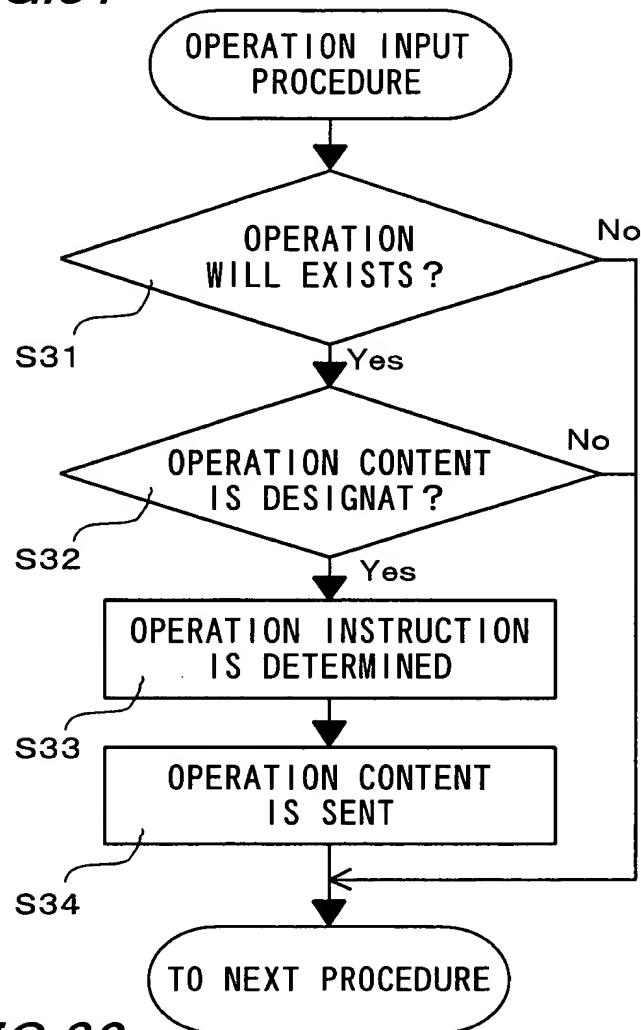 OPERATION INPUT
PROCEDURE
OPERATION
WILL EXISTS?
No
S31
Yes
No
OPERATION CONTENT
IS DESIGNAT?
S32
Yes
OPERATION INSTRUCTION
IS DETERMINED
S33
OPERATION CONTENT
IS SENT
S34
TO NEXT PROCEDURE